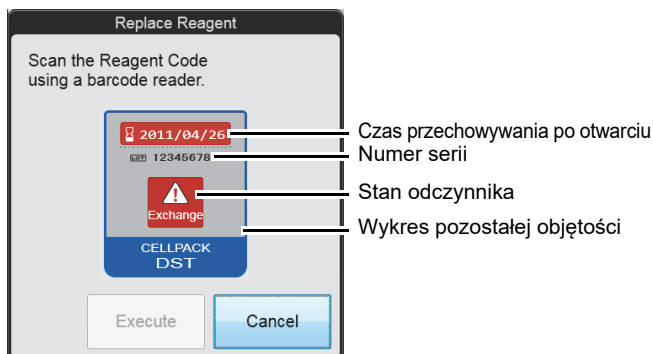 Replace Reagent
Scan the Reagent Code
using a barcode reader.
2011/04/26
LOT 12345678
Exchange
CELLPACK
DST
Execute
Cancel
Czas przechowywania po otwarciu
Numer serii
Stan odczynnika
Wykres pozostałej objętości